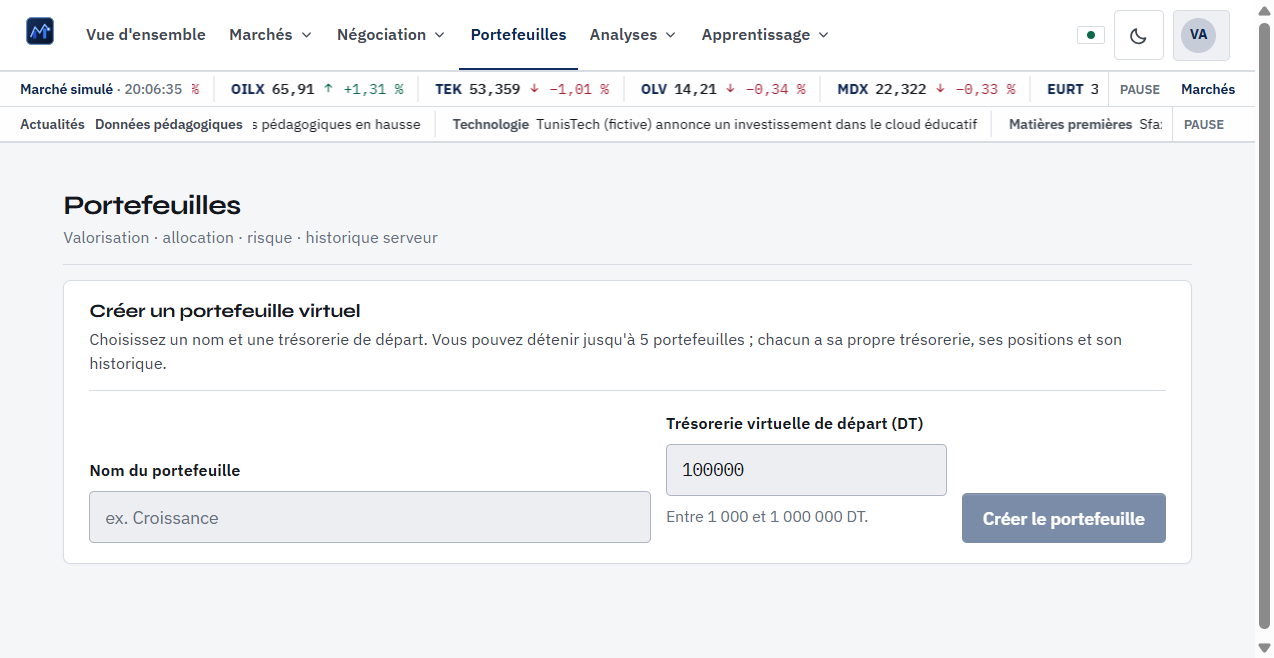 Vue d'ensemble Marchés Négociation Portefeuilles Analyses Apprentissage VA
Marché simulé · 20:06:35 % OILX 65,91 ↑ +1,31 % TEK 53,359 ↓ −1,01 % OLV 14,21 ↓ −0,34 % MDX 22,322 ↓ −0,33 % EURT 3 PAUSE Marchés
Actualités Données pédagogiques s pédagogiques en hausse Technologie TunisTech (fictive) annonce un investissement dans le cloud éducatif Matières premières Sfa PAUSE
Portefeuilles
Valorisation · allocation · risque · historique serveur
Créer un portefeuille virtuel
Choisissez un nom et une trésorerie de départ. Vous pouvez détenir jusqu'à 5 portefeuilles ; chacun a sa propre trésorerie, ses positions et son
historique.
Trésorerie virtuelle de départ (DT)
100000
Nom du portefeuille
ex. Croissance
Entre 1 000 et 1 000 000 DT.
Créer le portefeuille